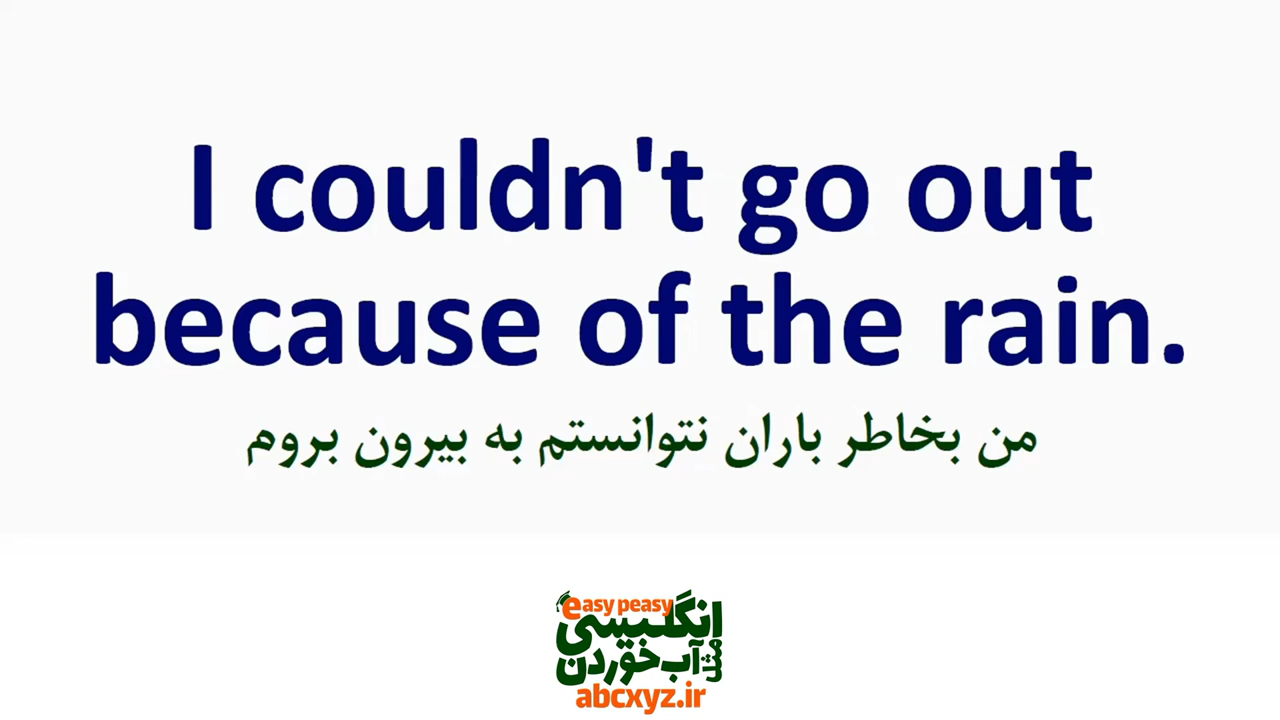 I couldn't go out
because of the rain.
من بخاطر باران نتوانستم به بیرون بروم
easy peasy
انگلیسی
مثل آب خوردن
abcxyz.ir